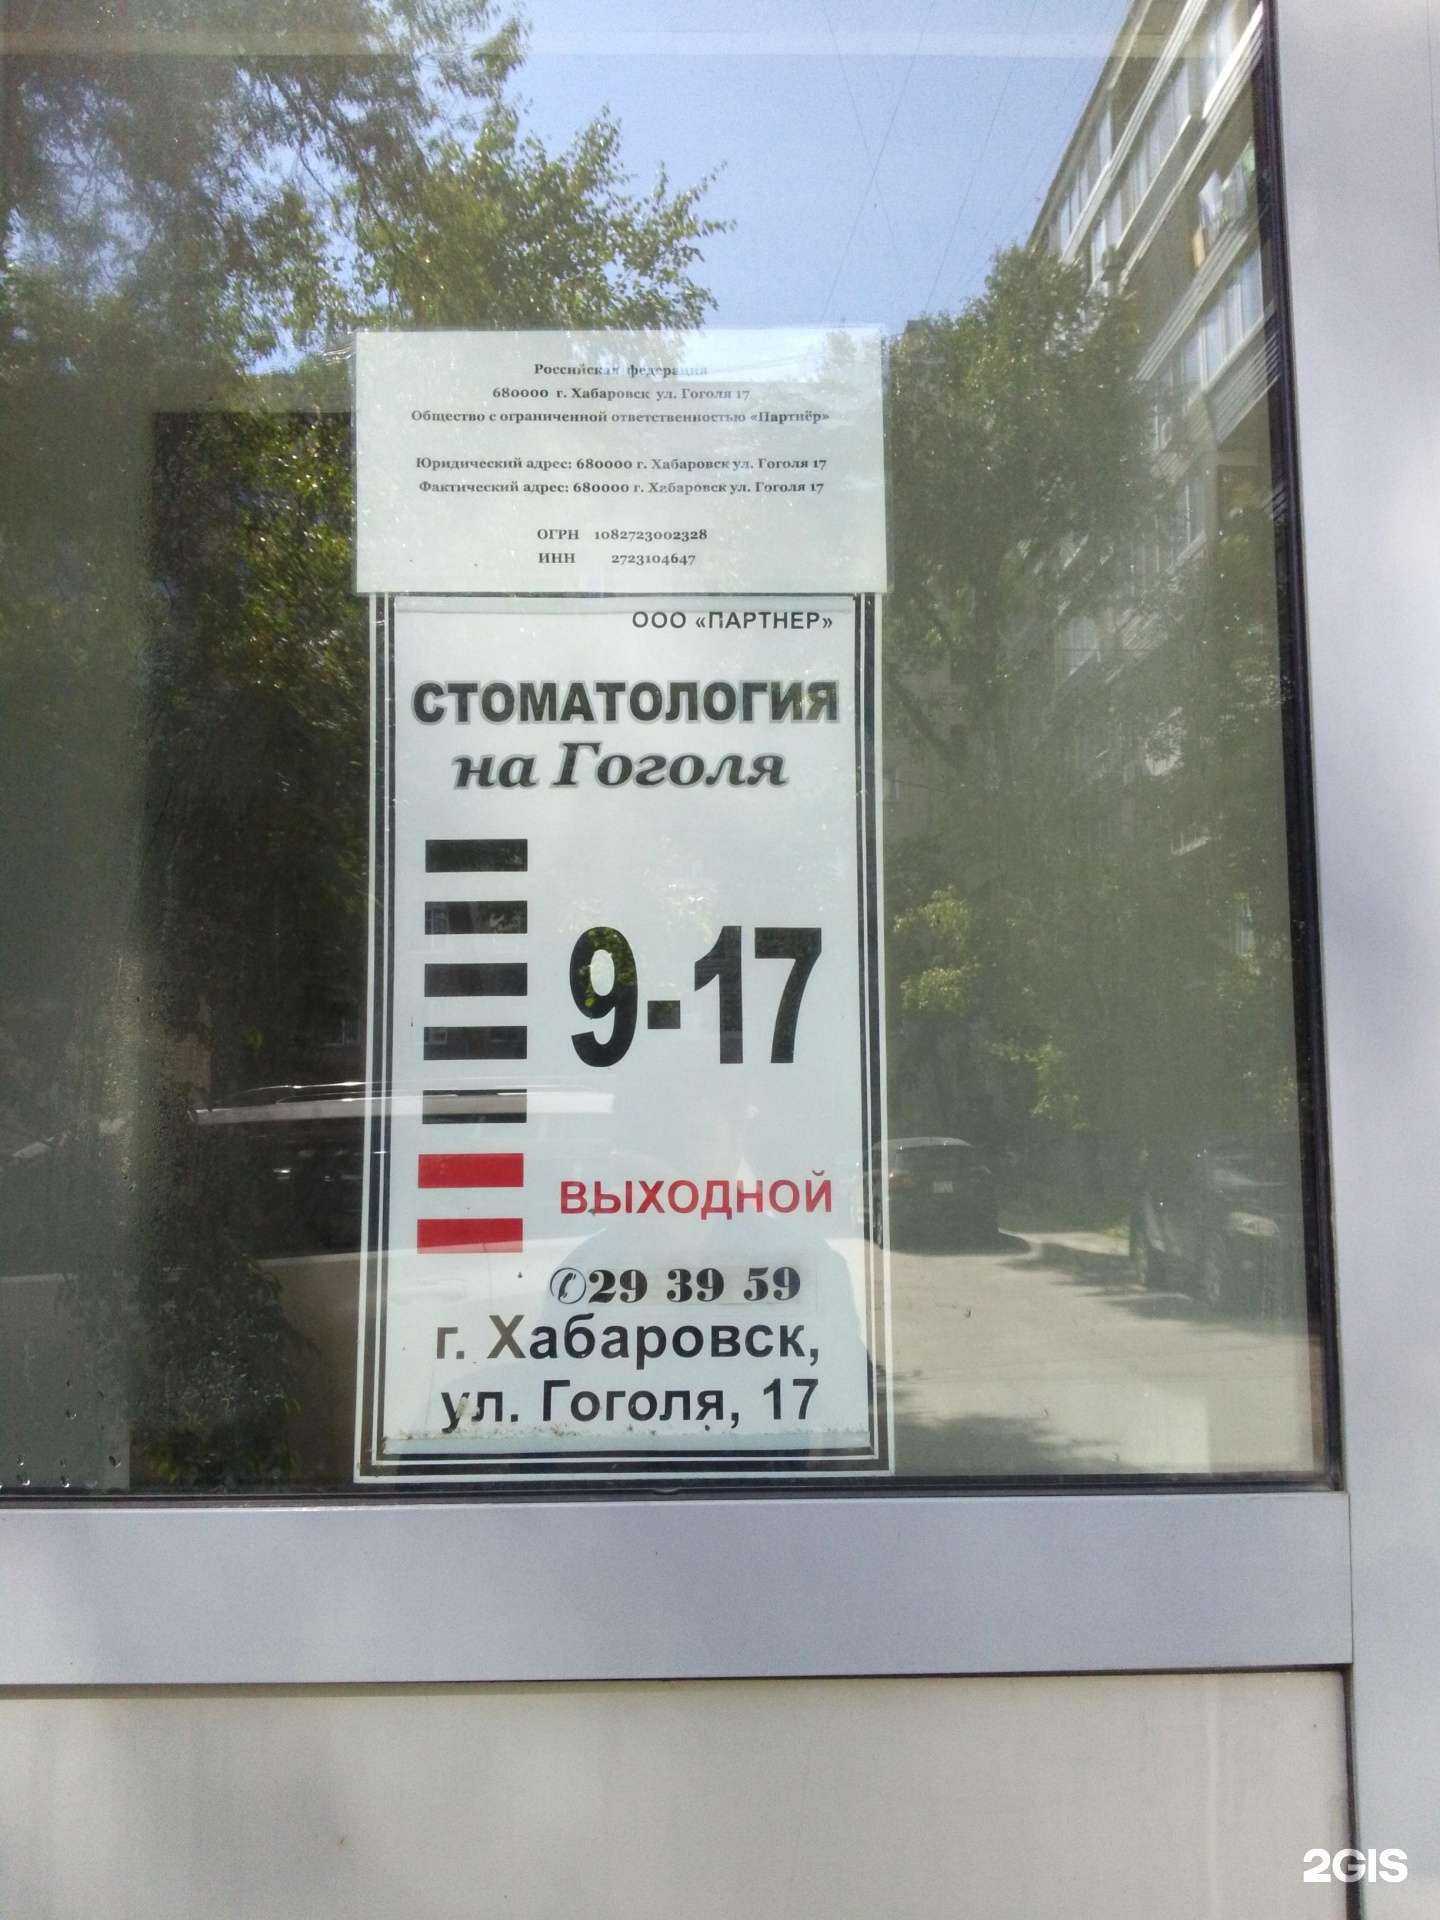 Российская федерация
680000 г. Хабаровск ул. Гоголя 17
Общество с ограниченной ответственностью «Партнёр»
Юридический адрес: 680000 г. Хабаровск ул. Гоголя 17
Фактический адрес: 680000 г. Хабаровск ул. Гоголя 17
ОГРН 1082723002328
ИНН 2723104647
ООО «ПАРТНЕР»
СТОМАТОЛОГИЯ
на Гоголя
9-17
ВЫХОДНОЙ
✆29 39 59
г. Хабаровск,
ул. Гоголя, 17
2GIS